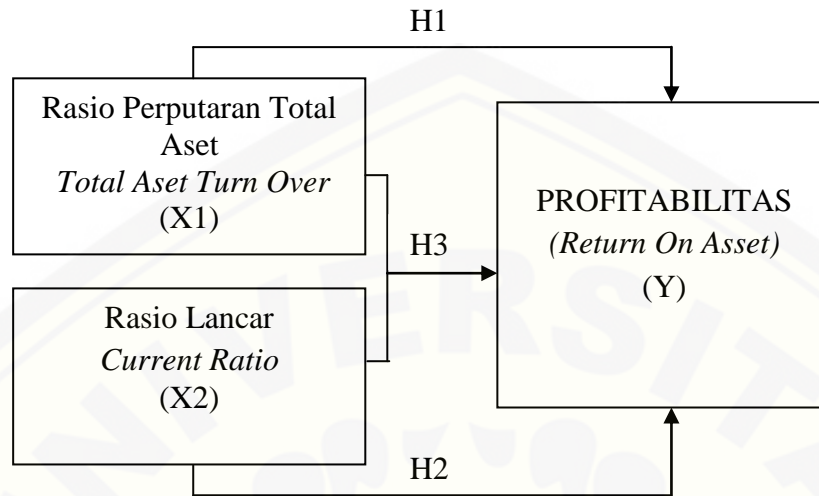 H1
Rasio Perputaran Total
Aset
Total Aset Turn Over
(X1)
PROFITABILITAS
(Return On Asset)
(Y)
H3
Rasio Lancar
Current Ratio
(X2)
H2
UNIVERSITA